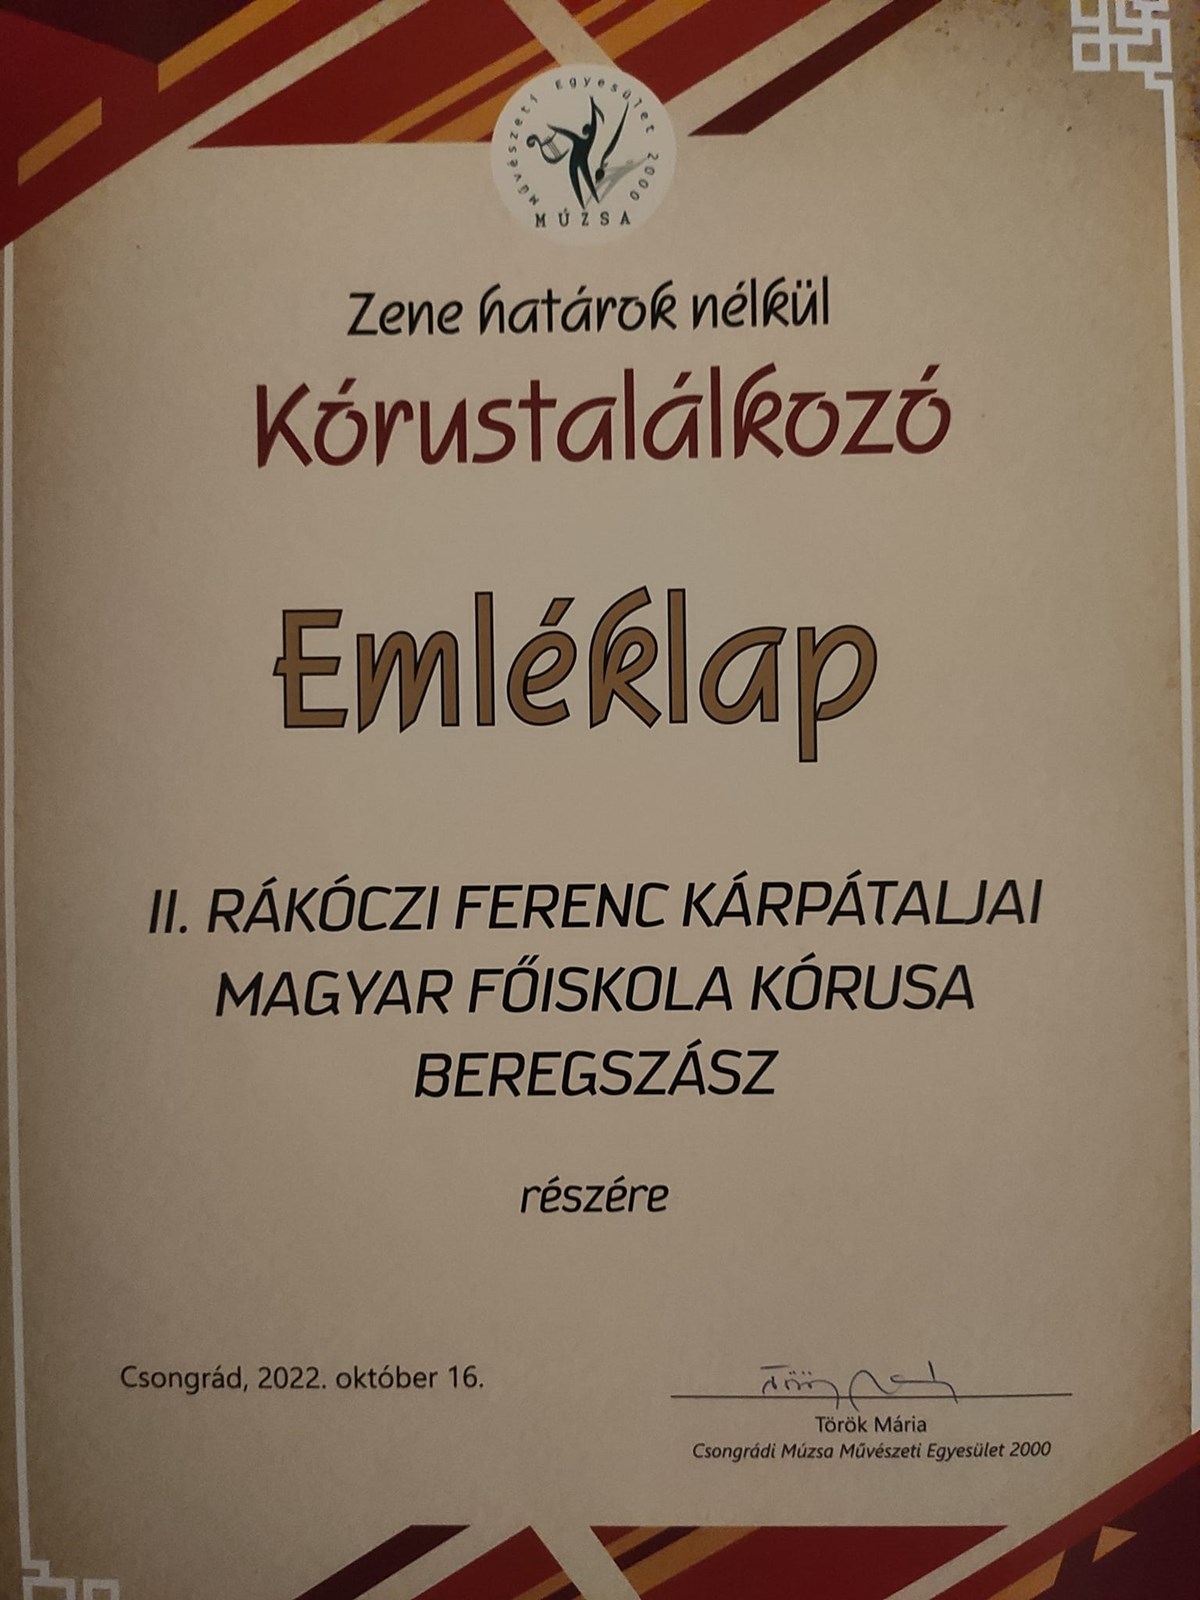 Művészeti Egyesület 2000
MÚZSA
Zene határok nélkül
Kórustalálkozó
Emléklap
II. RÁKÓCZI FERENC KÁRPÁTALJAI
MAGYAR FŐISKOLA KÓRUSA
BEREGSZÁSZ
részére
Csongrád, 2022. október 16.
Török Mária
Csongrádi Múzsa Művészeti Egyesület 2000